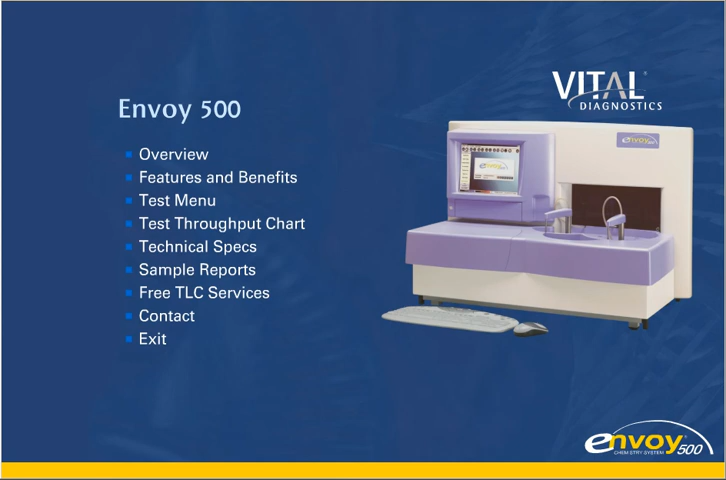 VITAL
DIAGNOSTICS
Envoy 500
Overview
Features and Benefits
Test Menu
Test Throughput Chart
Technical Specs
Sample Reports
Free TLC Services
Contact
Exit
envoy500
envoy 500
CHEMISTRY SYSTEM